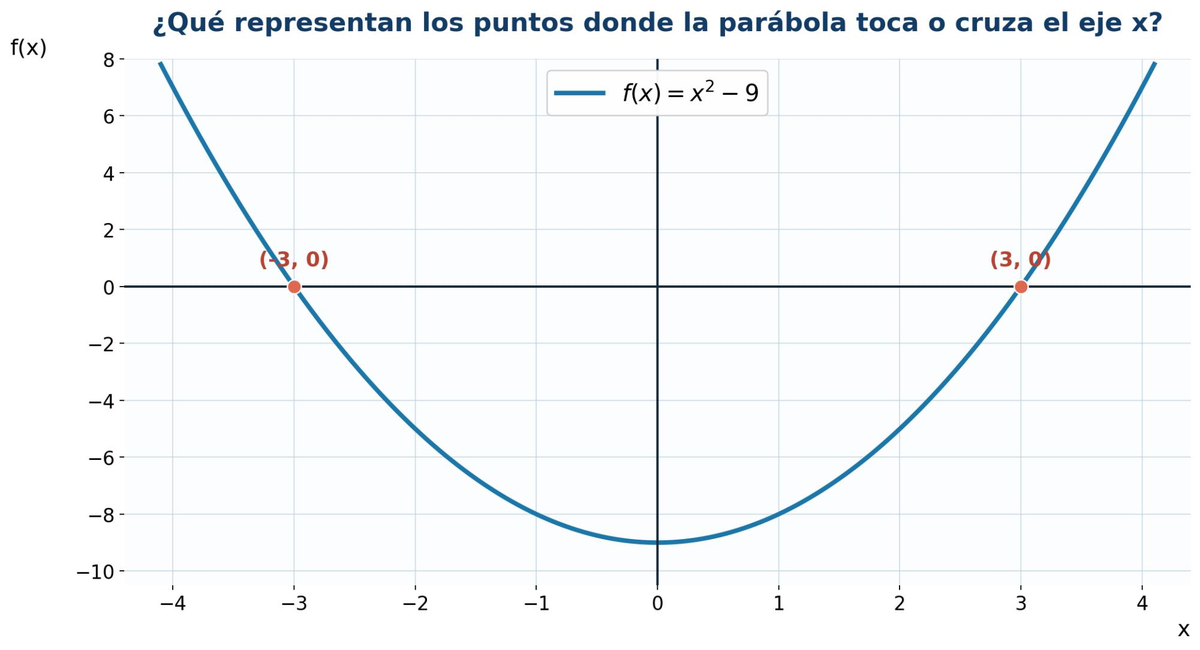 ¿Qué representan los puntos donde la parábola toca o cruza el eje x?
f(x)
8
f(x) = x² − 9
6
4
2
(-3, 0) (3, 0)
0
−2
−4
−6
−8
−10
−4 −3 −2 −1 0 1 2 3 4
x